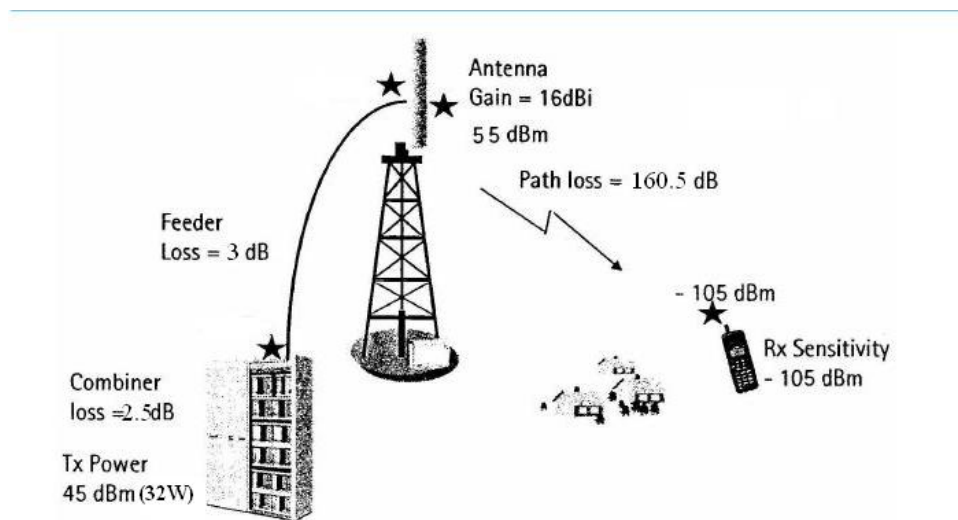 Antenna
Gain = 16dBi
55 dBm
Path loss = 160.5 dB
Feeder
Loss = 3 dB
- 105 dBm
Rx Sensitivity
- 105 dBm
Combiner
loss =2.5dB
Tx Power
45 dBm (32W)